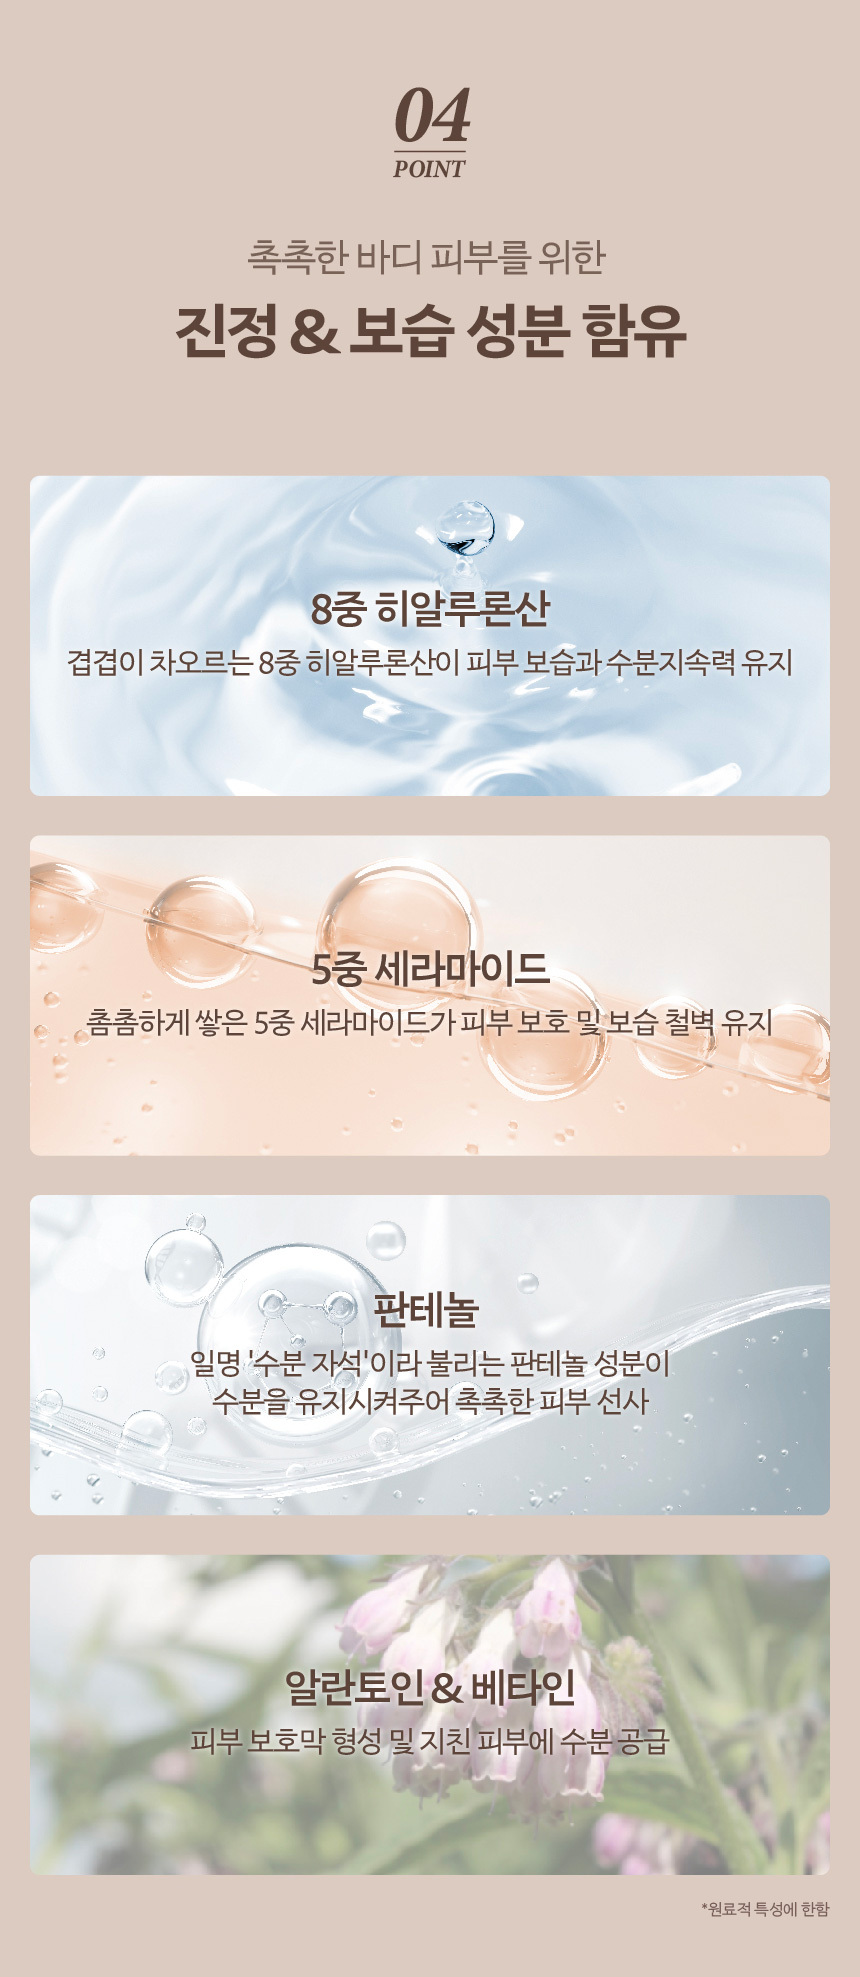 04
POINT
촉촉한 바디 피부를 위한
진정 & 보습 성분 함유
8중 히알루론산
겹겹이 차오르는 8중 히알루론산이 피부 보습과 수분지속력 유지
5중 세라마이드
촘촘하게 쌓은 5중 세라마이드가 피부 보호 및 보습 철벽 유지
판테놀
일명 '수분 자석'이라 불리는 판테놀 성분이
수분을 유지시켜주어 촉촉한 피부 선사
알란토인 & 베타인
피부 보호막 형성 및 지친 피부에 수분 공급
*원료적 특성에 한함